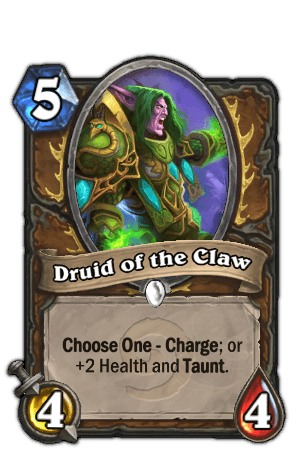 5
Druid of the Claw
Choose One - Charge; or
+2 Health and Taunt.
4
4